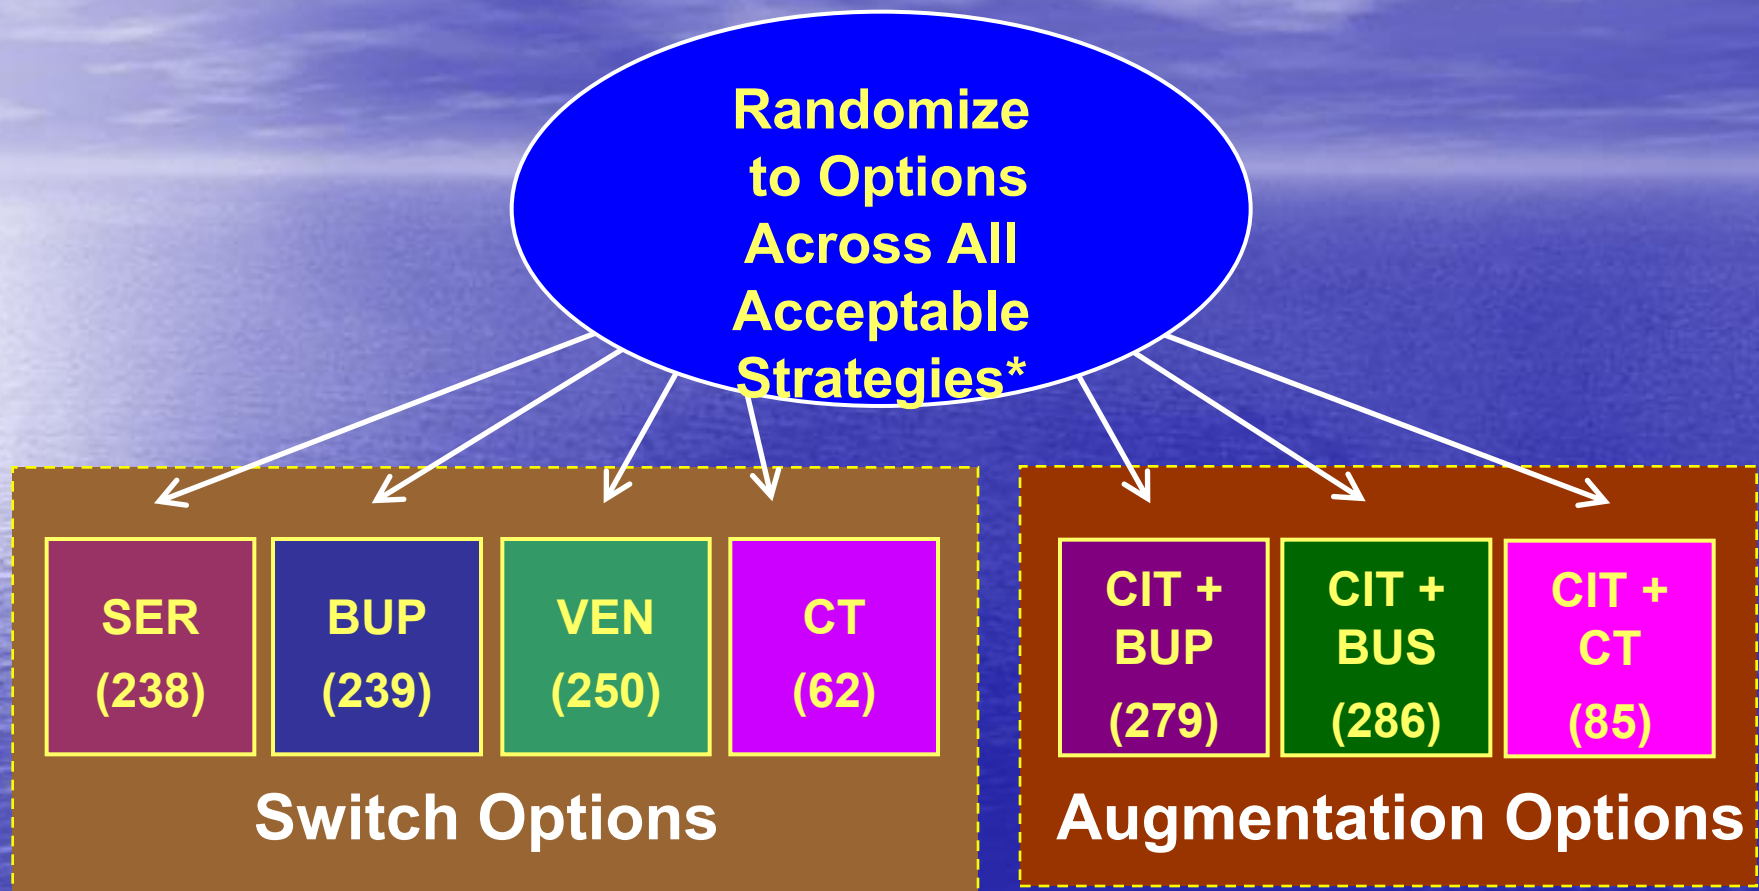 Randomize
to Options
Across All
Acceptable
Strategies*
SER
(238)
BUP
(239)
VEN
(250)
CT
(62)
CIT +
BUP
(279)
CIT +
BUS
(286)
CIT +
CT
(85)
Switch Options
Augmentation Options